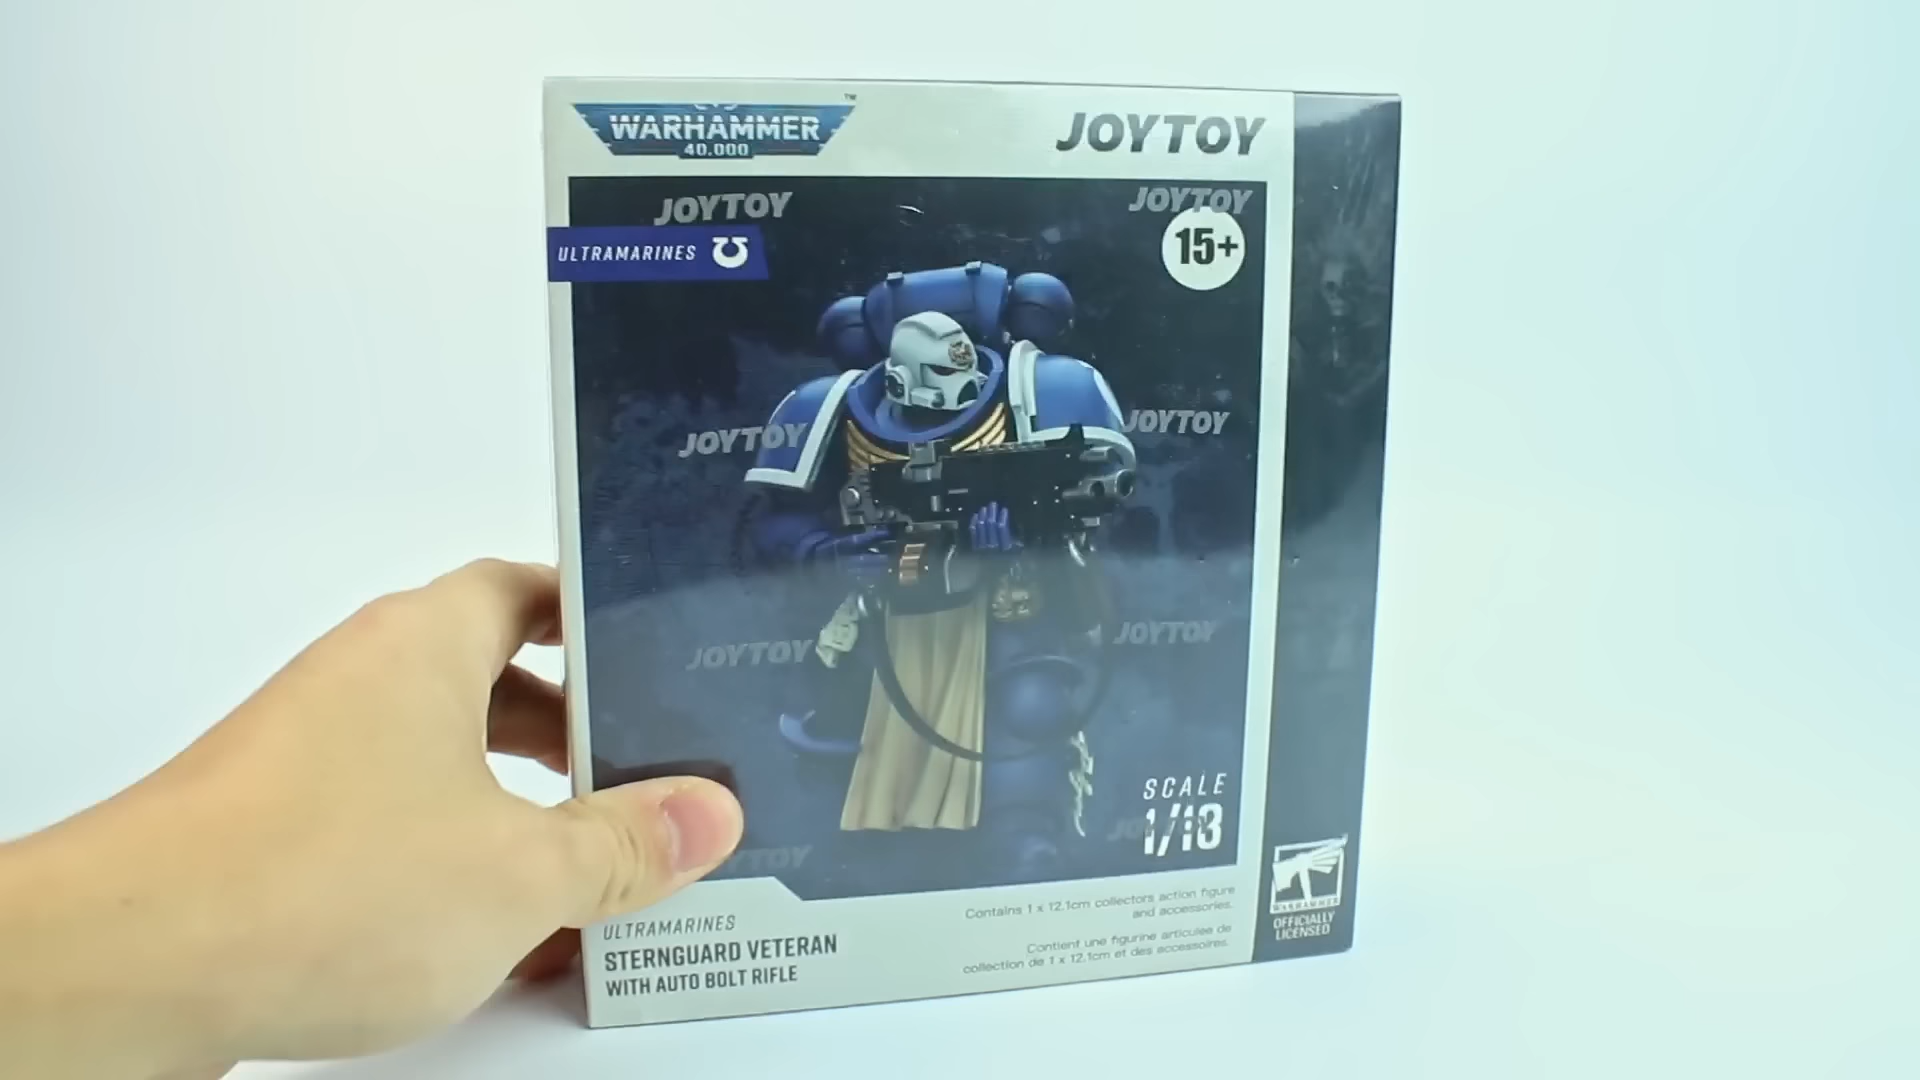 WARHAMMER
40.000
™
JOYTOY
JOYTOY
JOYTOY
ULTRAMARINES
15+
JOYTOY
JOYTOY
JOYTOY
JOYTOY
SCALE
1/18
ULTRAMARINES
STERNGUARD VETERAN
WITH AUTO BOLT RIFLE
Contains 1 x 12.1cm collectors action figure
and accessories.
Contient une figurine articulée de
collection de 1 x 12.1cm et des accessoires.
WARHAMMER
OFFICIALLY
LICENSED